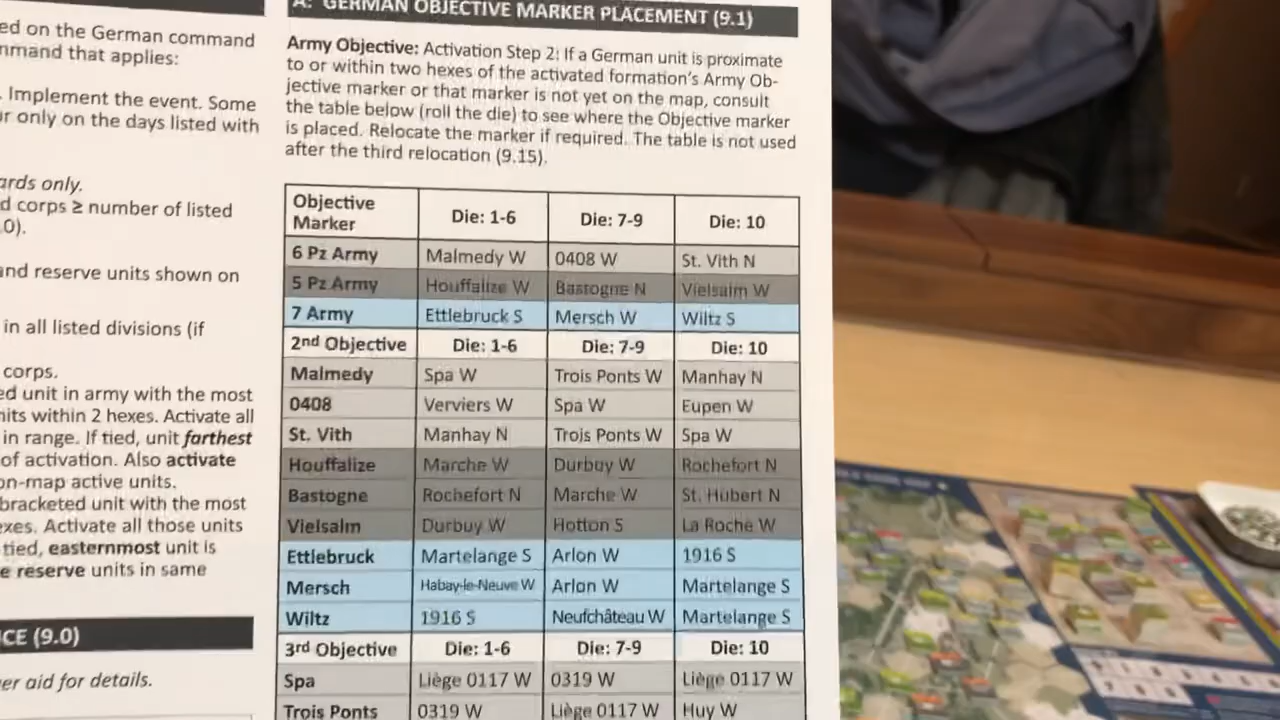 ed on the German command
mmand that applies:
. Implement the event. Some
r only on the days listed with
ards only.
d corps ≥ number of listed
.0).
and reserve units shown on
in all listed divisions (if
corps.
ed unit in army with the most
nits within 2 hexes. Activate all
in range. If tied, unit farthest
of activation. Also activate
on-map active units.
bracketed unit with the most
exes. Activate all those units
tied, easternmost unit is
e reserve units in same
CE (9.0)
er aid for details.
A: GERMAN OBJECTIVE MARKER PLACEMENT (9.1)
Army Objective: Activation Step 2: If a German unit is proximate
to or within two hexes of the activated formation's Army Ob-
jective marker or that marker is not yet on the map, consult
the table below (roll the die) to see where the Objective marker
is placed. Relocate the marker if required. The table is not used
after the third relocation (9.15).
Objective
Marker Die: 1-6 Die: 7-9 Die: 10
6 Pz Army Malmedy W 0408 W St. Vith N
5 Pz Army Houffalize W Bastogne N Vielsalm W
7 Army Ettlebruck S Mersch W Wiltz S
2nd Objective Die: 1-6 Die: 7-9 Die: 10
Malmedy Spa W Trois Ponts W Manhay N
0408 Verviers W Spa W Eupen W
St. Vith Manhay N Trois Ponts W Spa W
Houffalize Marche W Durbuy W Rochefort N
Bastogne Rochefort N Marche W St. Hubert N
Vielsalm Durbuy W Hotton S La Roche W
Ettlebruck Martelange S Arlon W 1916 S
Mersch Habay-le-Neuve W Arlon W Martelange S
Wiltz 1916 S Neufchâteau W Martelange S
3rd Objective Die: 1-6 Die: 7-9 Die: 10
Spa Liège 0117 W 0319 W Liège 0117 W
Trois Ponts 0319 W Liège 0117 W Huy W